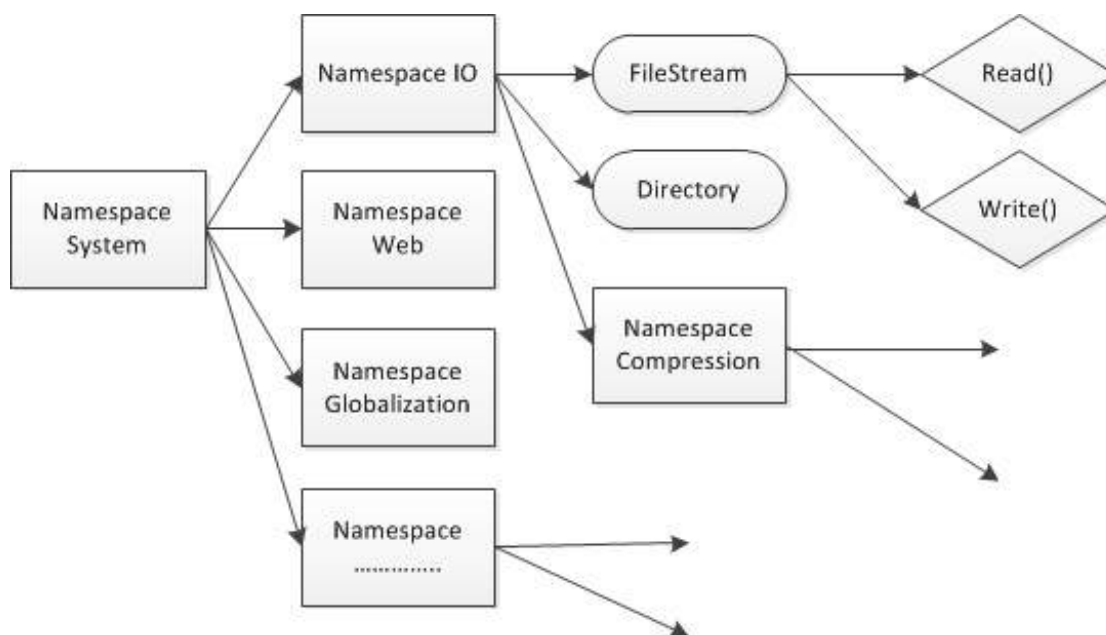 Namespace IO
FileStream
Read()
Namespace
System
Namespace
Web
Directory
Write()
Namespace
Globalization
Namespace
Compression
Namespace
..............